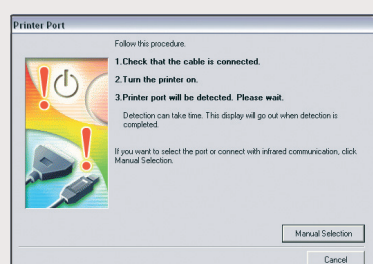 Printer Port
Follow this procedure.
1.Check that the cable is connected.
2.Turn the printer on.
3.Printer port will be detected. Please wait.
Detection can take time. This display will go out when detection is
completed.
If you want to select the port or connect with infrared communication, click
Manual Selection.
Manual Selection
Cancel